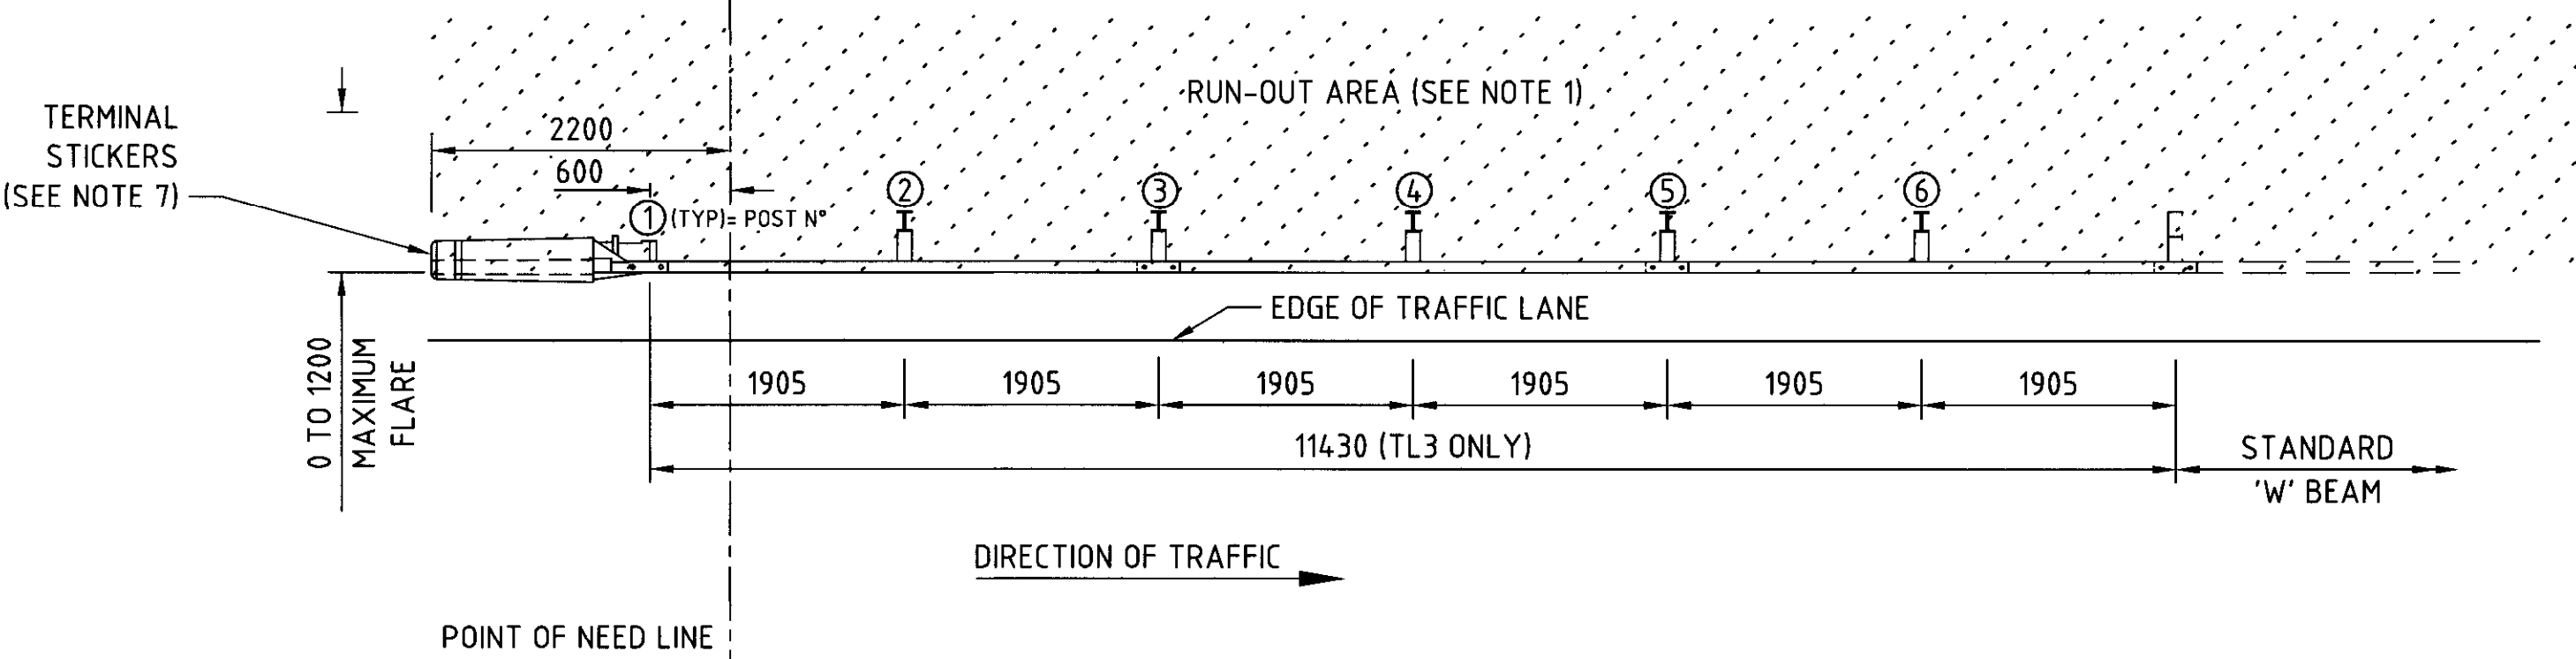 RUN-OUT AREA (SEE NOTE 1)
TERMINAL
STICKERS
(SEE NOTE 7)
2200
600
1 (TYP)= POST Nº
2
3
4
5
6
EDGE OF TRAFFIC LANE
0 TO 1200
MAXIMUM
FLARE
1905
1905
1905
1905
1905
1905
11430 (TL3 ONLY)
STANDARD
'W' BEAM
DIRECTION OF TRAFFIC
POINT OF NEED LINE